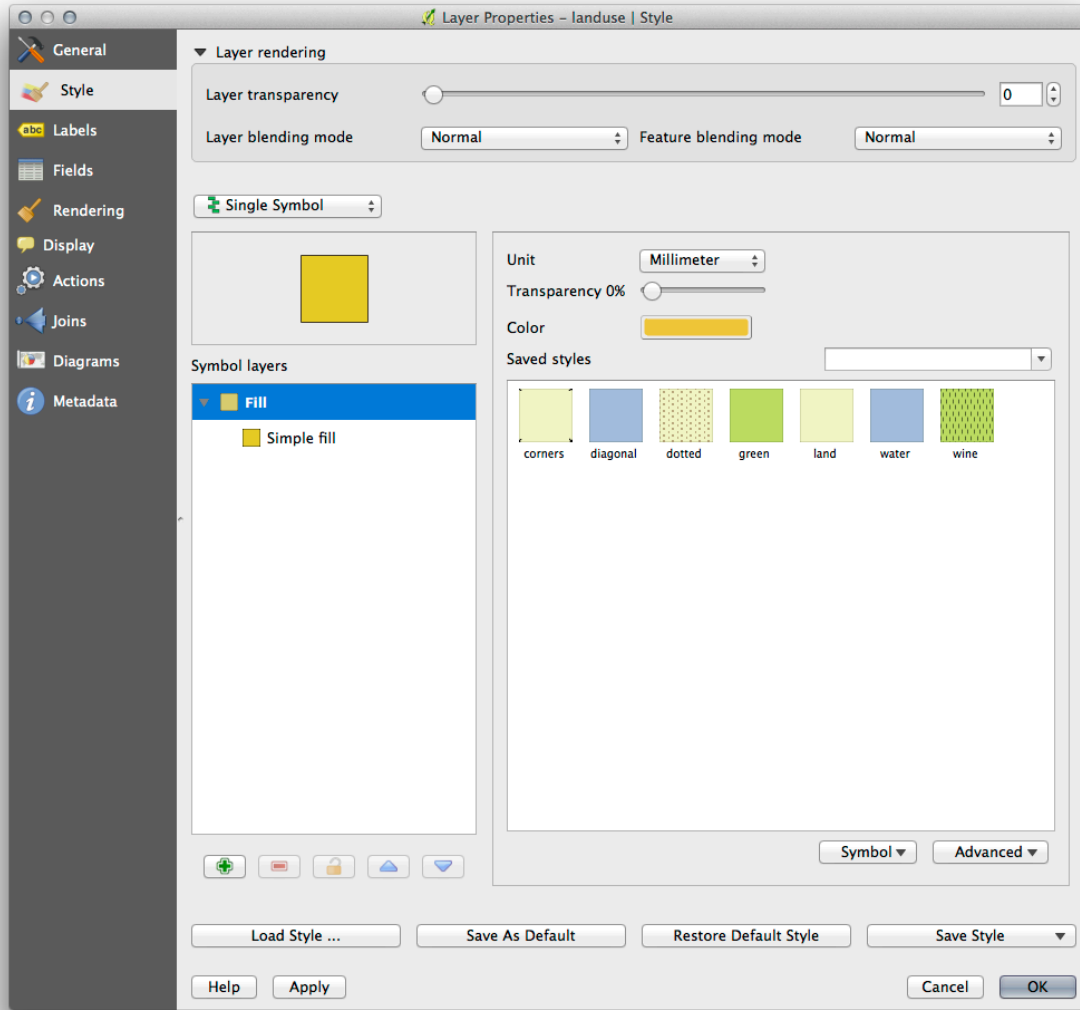 Layer Properties – landuse | Style
General
Style
abc Labels
Fields
Rendering
Display
Actions
Joins
Diagrams
i Metadata
Layer rendering
Layer transparency 0
Layer blending mode Normal Feature blending mode Normal
Single Symbol
Symbol layers
Fill
Simple fill
Unit Millimeter
Transparency 0%
Color
Saved styles
corners diagonal dotted green land water wine
Symbol Advanced
Load Style ... Save As Default Restore Default Style Save Style
Help Apply Cancel OK